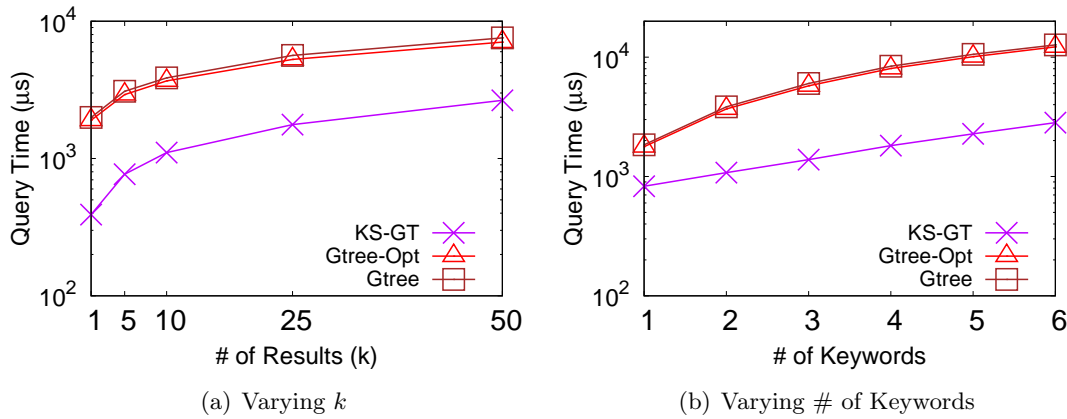 10^4
10^3
10^2
Query Time (µs)
KS-GT
Gtree-Opt
Gtree
1 5 10 25 50
# of Results (k)
(a) Varying k
10^4
10^3
10^2
Query Time (µs)
KS-GT
Gtree-Opt
Gtree
1 2 3 4 5 6
# of Keywords
(b) Varying # of Keywords